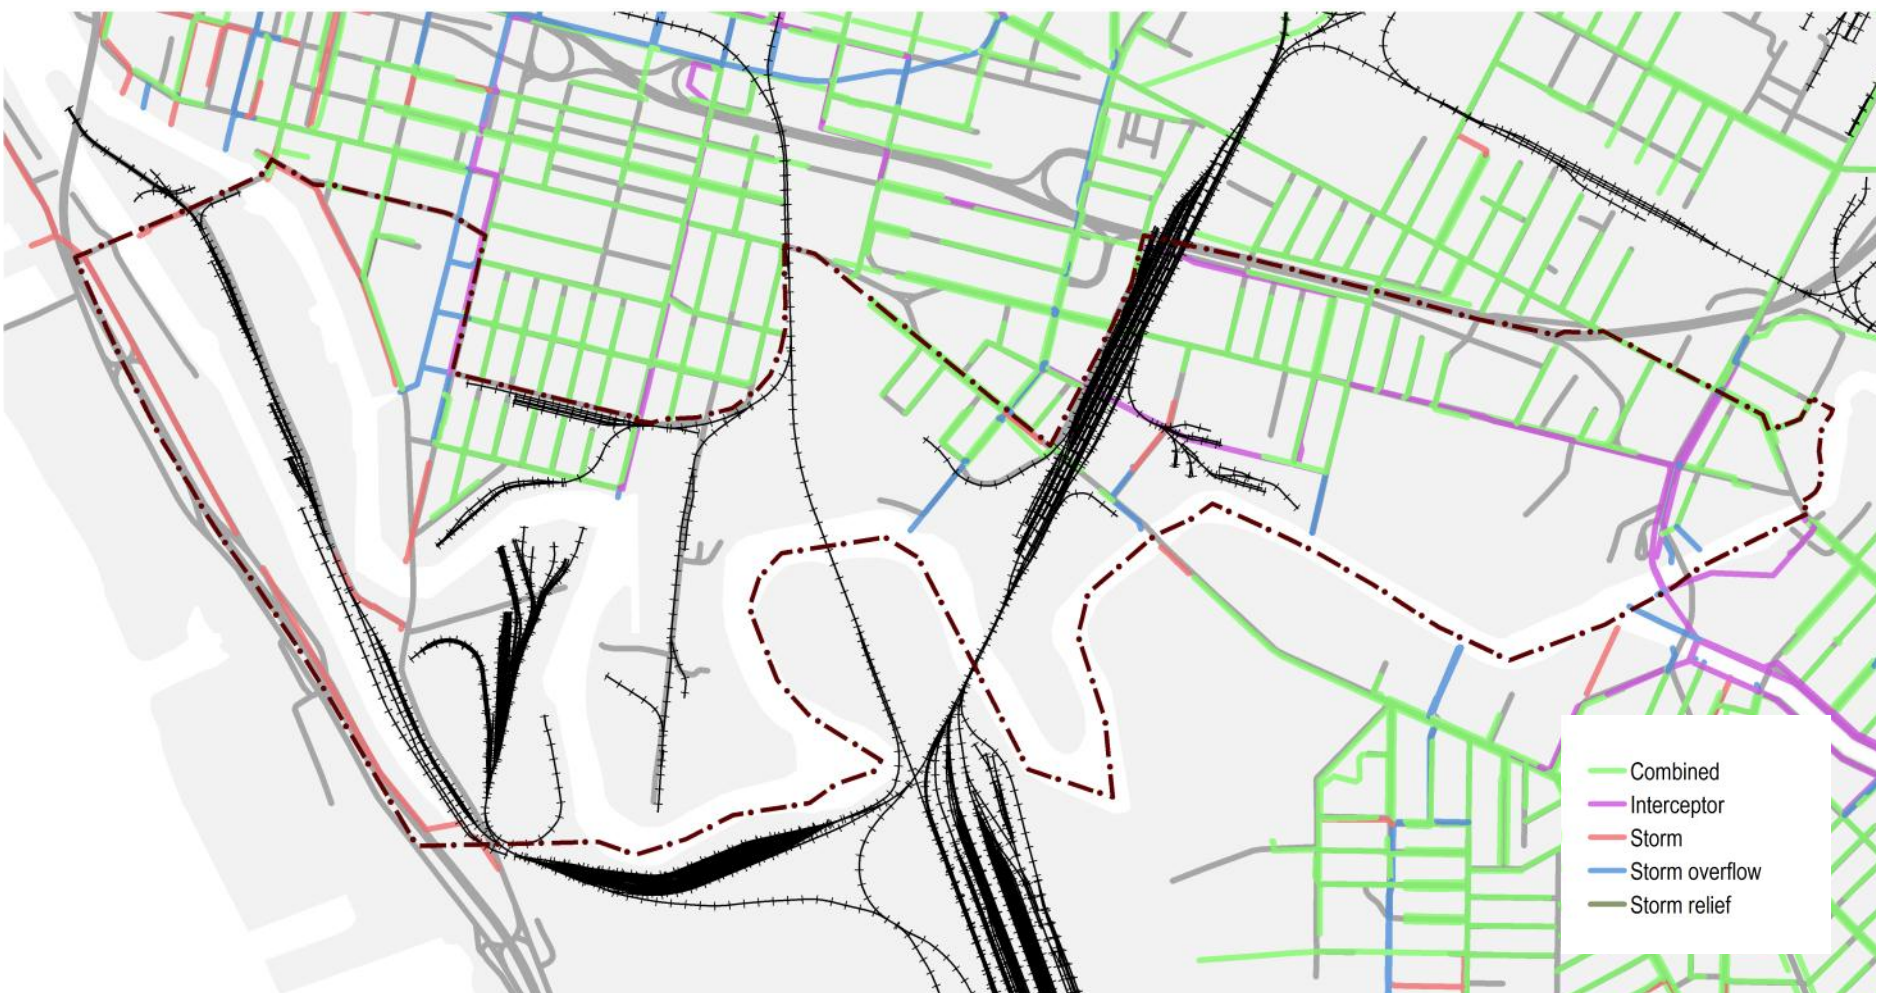 Combined
Interceptor
Storm
Storm overflow
Storm relief